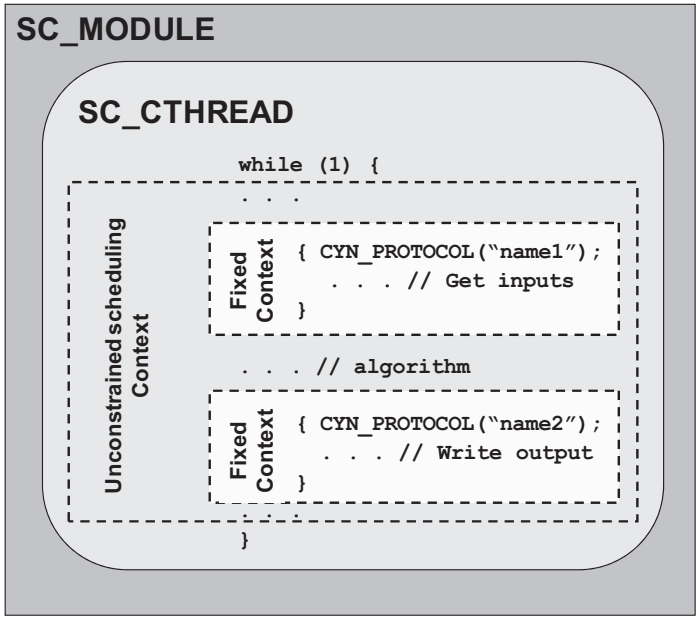 SC_MODULE
SC_CTHREAD
while (1) {
. . .
Unconstrained scheduling
Context
Fixed
Context
{ CYN_PROTOCOL(“name1”);
. . . // Get inputs
}
. . . // algorithm
Fixed
Context
{ CYN_PROTOCOL(“name2”);
. . . // Write output
}
. . .
}